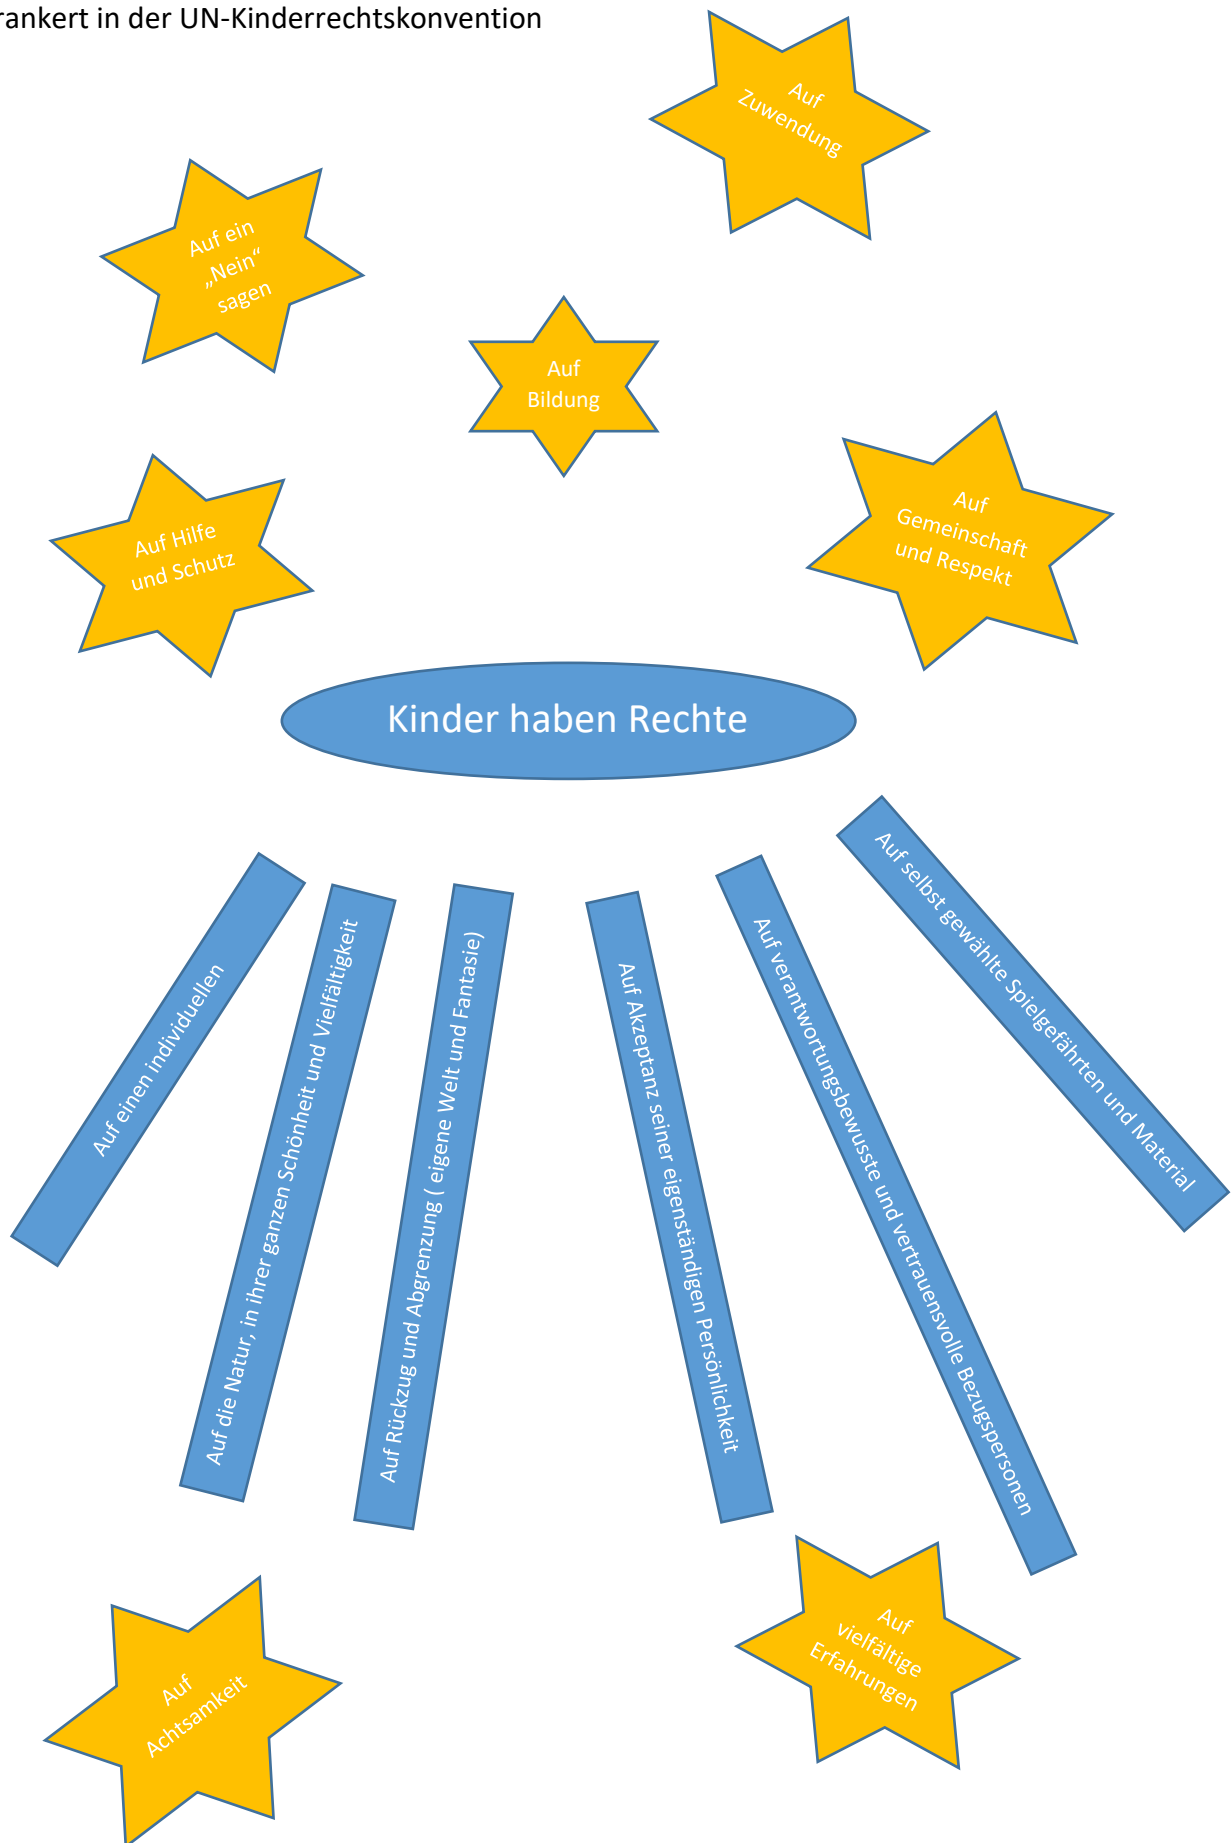 rankert in der UN-Kinderrechtskonvention
Auf
Zuwendung
Auf ein
„Nein“
sagen
Auf
Bildung
Auf
Gemeinschaft
und Respekt
Auf Hilfe
und Schutz
Kinder haben Rechte
Auf einen individuellen
Auf die Natur, in ihrer ganzen Schönheit und Vielfältigkeit
Auf Rückzug und Abgrenzung ( eigene Welt und Fantasie)
Auf Akzeptanz seiner eigenständigen Persönlichkeit
Auf verantwortungsbewusste und vertrauensvolle Bezugspersonen
Auf selbst gewählte Spielgefährten und Material
Auf
Achtsamkeit
Auf
vielfältige
Erfahrungen